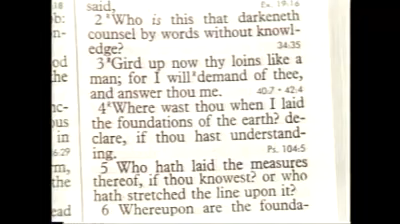 said, Ex. 19:16
2 Who is this that darkeneth
counsel by words without knowl-
edge? 34:35
3 Gird up now thy loins like a
man; for I will demand of thee,
and answer thou me. 40:7 - 42:4
4 Where wast thou when I laid
the foundations of the earth? de-
clare, if thou hast understand-
ing. Ps. 104:5
5 Who hath laid the measures
thereof, if thou knowest? or who
hath stretched the line upon it?
6 Whereupon are the founda-